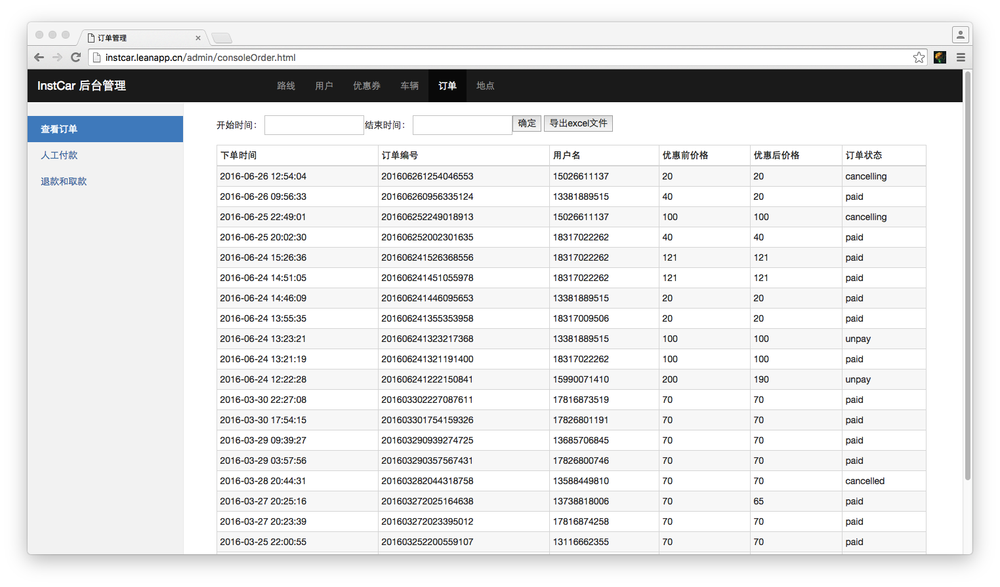 订单管理
instcar.leanapp.cn/admin/consoleOrder.html
InstCar 后台管理 路线 用户 优惠券 车辆 订单 地点
查看订单
人工付款
退款和取款
开始时间： 结束时间： 确定 导出excel文件
下单时间 订单编号 用户名 优惠前价格 优惠后价格 订单状态
2016-06-26 12:54:04 201606261254046553 15026611137 20 20 cancelling
2016-06-26 09:56:33 201606260956335124 13381889515 40 20 paid
2016-06-25 22:49:01 201606252249018913 15026611137 100 100 cancelling
2016-06-25 20:02:30 201606252002301635 18317022262 40 40 paid
2016-06-24 15:26:36 201606241526368556 18317022262 121 121 paid
2016-06-24 14:51:05 201606241451055978 18317022262 121 121 paid
2016-06-24 14:46:09 201606241446095653 13381889515 20 20 paid
2016-06-24 13:55:35 201606241355353958 18317009506 20 20 paid
2016-06-24 13:23:21 201606241323217368 13381889515 100 100 unpay
2016-06-24 13:21:19 201606241321191400 18317022262 100 100 paid
2016-06-24 12:22:28 201606241222150841 15990071410 200 190 unpay
2016-03-30 22:27:08 201603302227087611 17816873519 70 70 paid
2016-03-30 17:54:15 201603301754159326 17826801191 70 70 paid
2016-03-29 09:39:27 201603290939274725 13685706845 70 70 paid
2016-03-29 03:57:56 201603290357567431 17826800746 70 70 paid
2016-03-28 20:44:31 201603282044318758 13588449810 70 70 cancelled
2016-03-27 20:25:16 201603272025164638 13738818006 70 65 paid
2016-03-27 20:23:39 201603272023395012 17816874258 70 70 paid
2016-03-25 22:00:55 201603252200559107 13116662355 70 70 paid